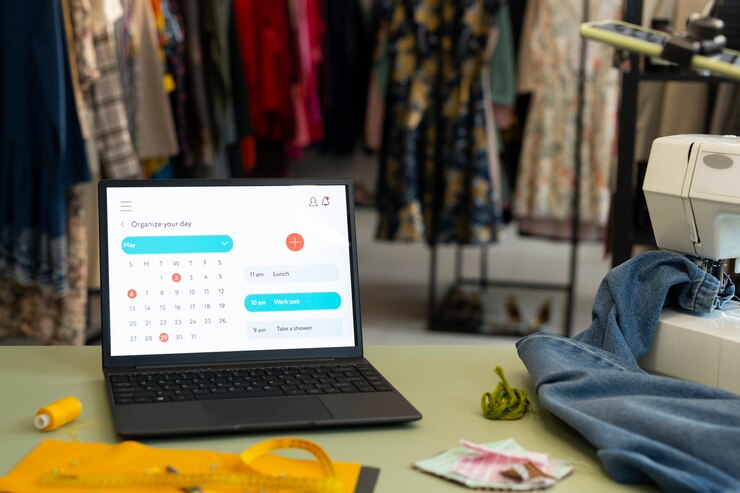 Organize your day
May
S M T W T F S
1 2 3 4 5
6 7 8 9 10 11 12
13 14 15 16 17 18 19
20 21 22 23 24 25 26
27 28 29 30 31
11 am Lunch
10 am Work task
9 am Take a shower